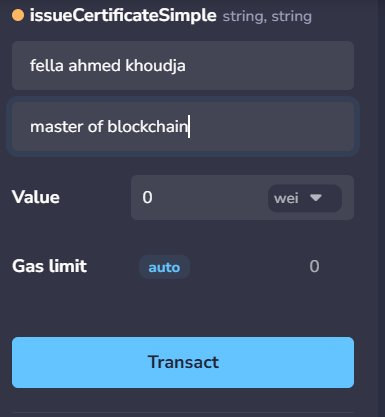 issueCertificateSimple string, string
fella ahmed khoudja
master of blockchain
Value 0 wei
Gas limit auto 0
Transact